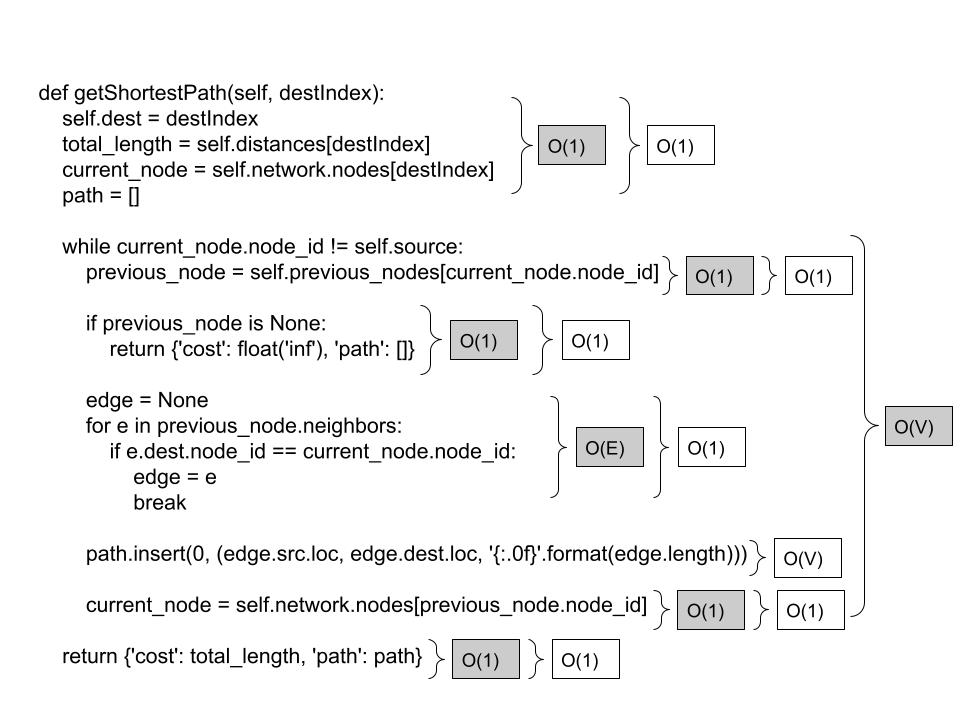 def getShortestPath(self, destIndex):
self.dest = destIndex
total_length = self.distances[destIndex] O(1) O(1)
current_node = self.network.nodes[destIndex]
path = []
while current_node.node_id != self.source:
previous_node = self.previous_nodes[current_node.node_id] O(1) O(1)
if previous_node is None:
return {'cost': float('inf'), 'path': []} O(1) O(1)
edge = None
for e in previous_node.neighbors: O(V)
if e.dest.node_id == current_node.node_id: O(E) O(1)
edge = e
break
path.insert(0, (edge.src.loc, edge.dest.loc, '{:.0f}'.format(edge.length))) O(V)
current_node = self.network.nodes[previous_node.node_id] O(1) O(1)
return {'cost': total_length, 'path': path} O(1) O(1)